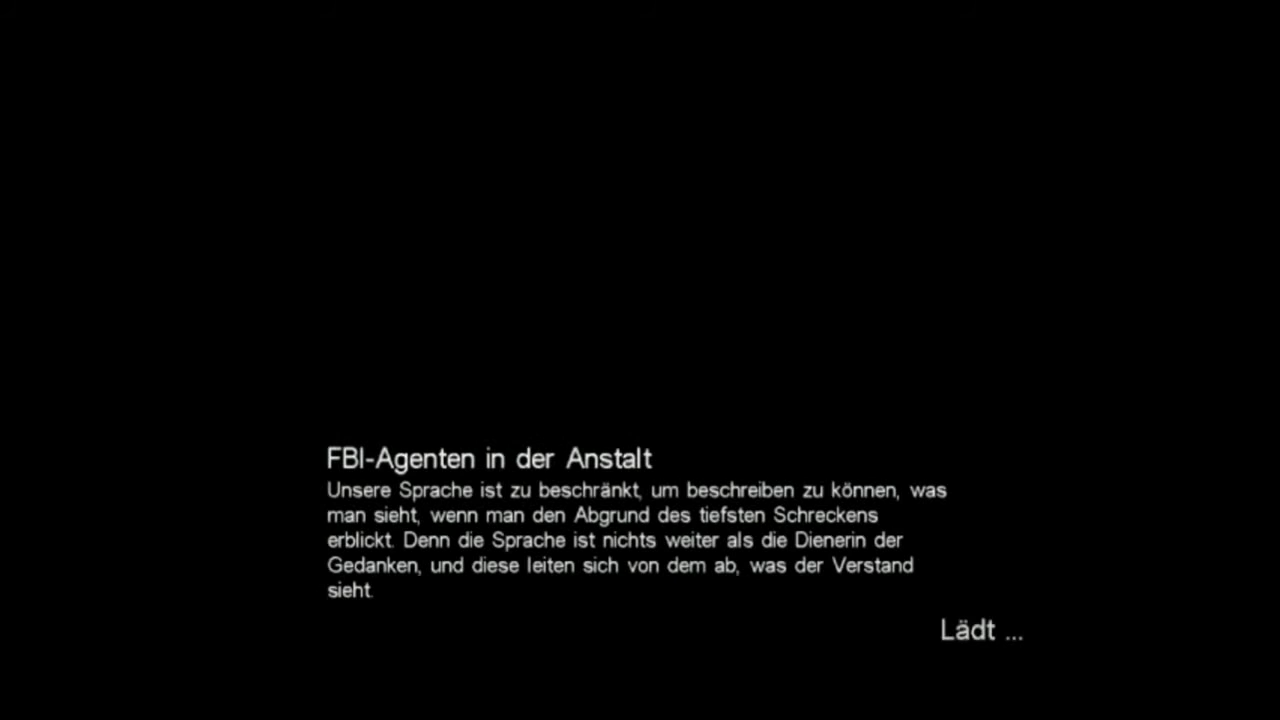 FBI-Agenten in der Anstalt
Unsere Sprache ist zu beschränkt, um beschreiben zu können, was
man sieht, wenn man den Abgrund des tiefsten Schreckens
erblickt. Denn die Sprache ist nichts weiter als die Dienerin der
Gedanken, und diese leiten sich von dem ab, was der Verstand
sieht.
Lädt ...